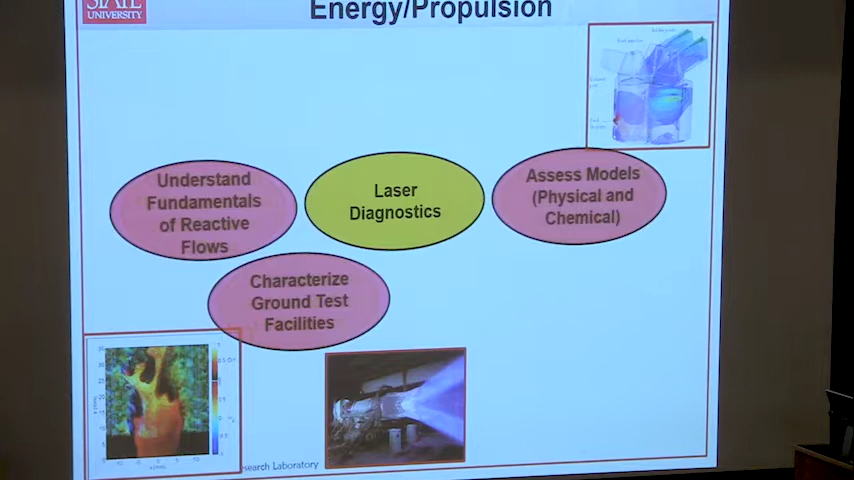 STATE
UNIVERSITY
Energy/Propulsion
Understand
Fundamentals
of Reactive
Flows
Laser
Diagnostics
Assess Models
(Physical and
Chemical)
Characterize
Ground Test
Facilities
search Laboratory